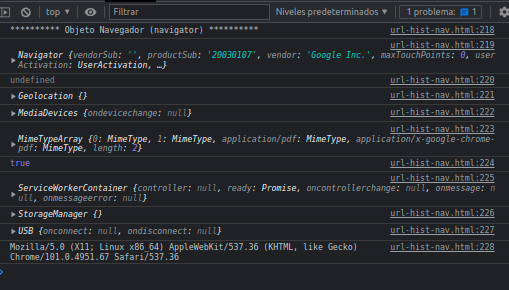 top ▾ Filtrar Niveles predeterminados ▾ 1 problema: 1
********** Objeto Navegador (navigator) ********** url-hist-nav.html:218
url-hist-nav.html:219
Navigator {vendorSub: '', productSub: '20030107', vendor: 'Google Inc.', maxTouchPoints: 0, user
Activation: UserActivation, …}
undefined url-hist-nav.html:220
Geolocation {} url-hist-nav.html:221
MediaDevices {ondevicechange: null} url-hist-nav.html:222
url-hist-nav.html:223
MimeTypeArray {0: MimeType, 1: MimeType, application/pdf: MimeType, application/x-google-chrome-
pdf: MimeType, length: 2}
true url-hist-nav.html:224
url-hist-nav.html:225
ServiceWorkerContainer {controller: null, ready: Promise, oncontrollerchange: null, onmessage: n
ull, onmessageerror: null}
StorageManager {} url-hist-nav.html:226
USB {onconnect: null, ondisconnect: null} url-hist-nav.html:227
Mozilla/5.0 (X11; Linux x86_64) AppleWebKit/537.36 (KHTML, like Gecko) url-hist-nav.html:228
Chrome/101.0.4951.67 Safari/537.36